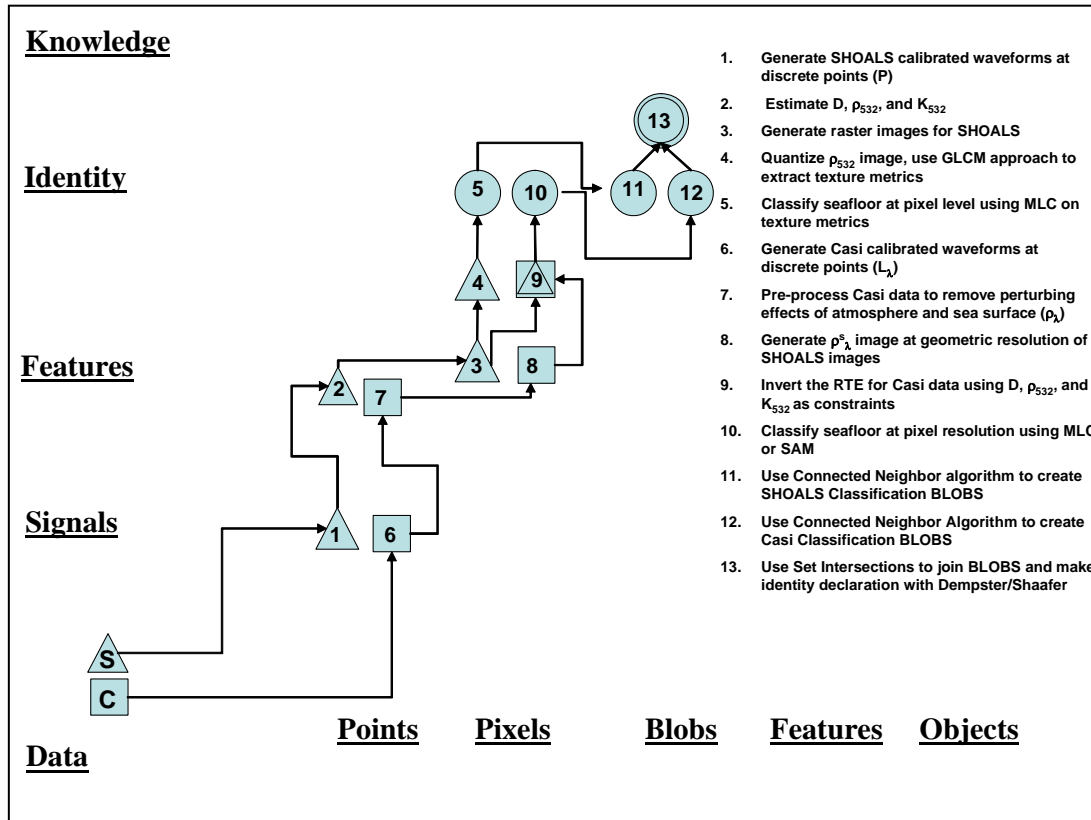 Knowledge
Identity
Features
Signals
Data
Points Pixels Blobs Features Objects
13
5
10
11
12
4
9
3
8
2
7
1
6
S
C
1. Generate SHOALS calibrated waveforms at
discrete points (P)
2 Estimate D, ρ532, and K532
3. Generate raster images for SHOALS
4. Quantize ρ532 image, use GLCM approach to
extract texture metrics
5. Classify seafloor at pixel level using MLC on
texture metrics
6. Generate Casi calibrated waveforms at
discrete points (Lλ)
7. Pre-process Casi data to remove perturbing
effects of atmosphere and sea surface (ρλ)
8. Generate ρsλ image at geometric resolution of
SHOALS images
9. Invert the RTE for Casi data using D, ρ532, and
K532 as constraints
10. Classify seafloor at pixel resolution using MLC
or SAM
11. Use Connected Neighbor algorithm to create
SHOALS Classification BLOBS
12. Use Connected Neighbor Algorithm to create
Casi Classification BLOBS
13. Use Set Intersections to join BLOBS and make
identity declaration with Dempster/Shaafer